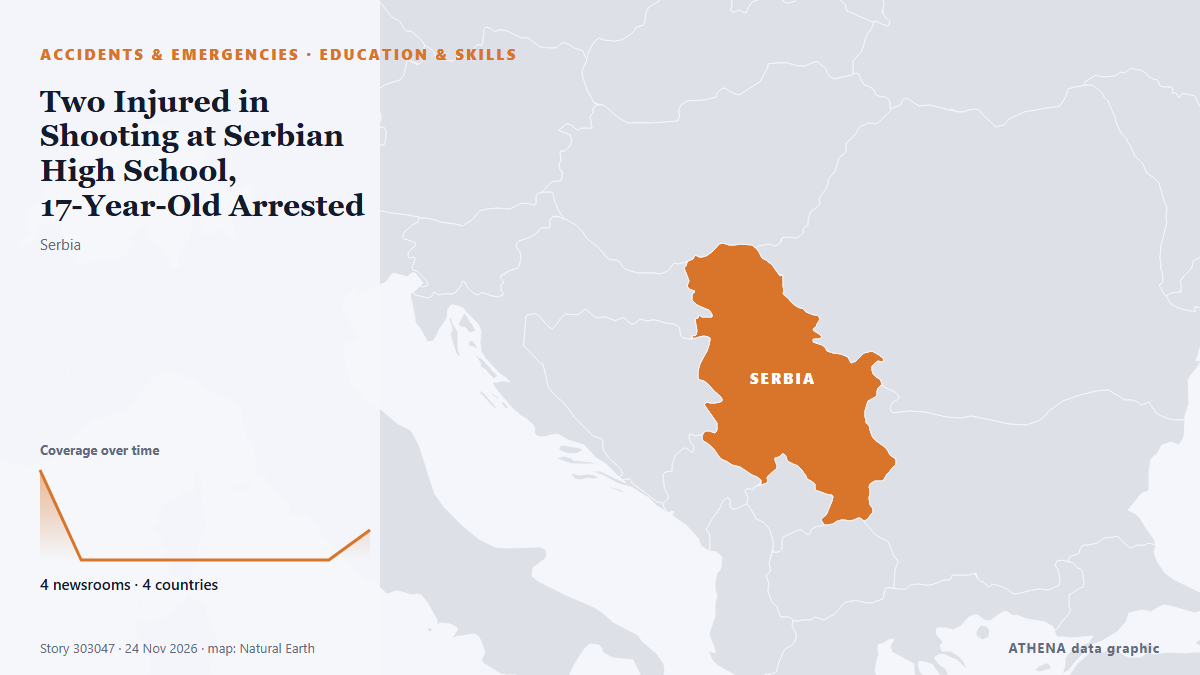 ACCIDENTS & EMERGENCIES · EDUCATION & SKILLS
Two Injured in
Shooting at Serbian
High School,
17-Year-Old Arrested
Serbia
SERBIA
Coverage over time
4 newsrooms · 4 countries
Story 303047 · 24 Nov 2026 · map: Natural Earth
ATHENA data graphic